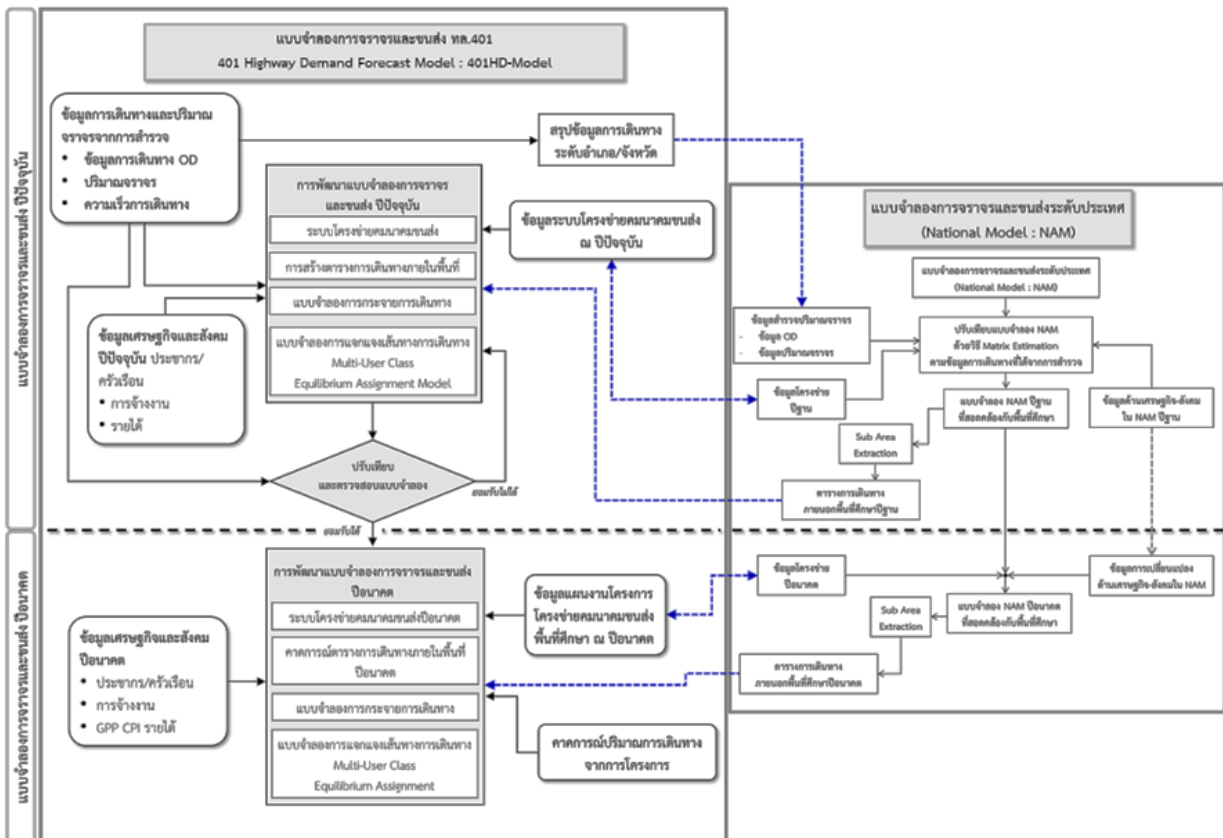 แบบจำลองการจราจรและขนส่ง ปีปัจจุบัน
แบบจำลองการจราจรและขนส่ง ทล.401
401 Highway Demand Forecast Model : 401HD-Model
ข้อมูลการเดินทางและปริมาณ
จราจรจากการสำรวจ
• ข้อมูลการเดินทาง OD
• ปริมาณจราจร
• ความเร็วการเดินทาง
สรุปข้อมูลการเดินทาง
ระดับอำเภอ/จังหวัด
การพัฒนาแบบจำลองการจราจร
และขนส่ง ปีปัจจุบัน
ระบบโครงข่ายคมนาคมขนส่ง
การสร้างตารางการเดินทางภายในพื้นที่
แบบจำลองการกระจายการเดินทาง
แบบจำลองการแจกแจงเส้นทางการเดินทาง
Multi-User Class
Equilibrium Assignment Model
ข้อมูลระบบโครงข่ายคมนาคมขนส่ง
ณ ปีปัจจุบัน
ข้อมูลเศรษฐกิจและสังคม
ปีปัจจุบัน ประชากร/
ครัวเรือน
• การจ้างงาน
• รายได้
ปรับเทียบ
และตรวจสอบแบบจำลอง
ยอมรับไม่ได้
ยอมรับได้
แบบจำลองการจราจรและขนส่งระดับประเทศ
(National Model : NAM)
แบบจำลองการจราจรและขนส่งระดับประเทศ
(National Model : NAM)
ข้อมูลสำรวจปริมาณจราจร
- ข้อมูล OD
- ข้อมูลปริมาณจราจร
ปรับเทียบแบบจำลอง NAM
ด้วยวิธี Matrix Estimation
ตามข้อมูลการเดินทางที่ได้จากการสำรวจ
ข้อมูลโครงข่าย
ปีฐาน
แบบจำลอง NAM ปีฐาน
ที่สอดคล้องกับพื้นที่ศึกษา
ข้อมูลด้านเศรษฐกิจ-สังคม
ใน NAM ปีฐาน
Sub Area
Extraction
ตารางการเดินทาง
ภายนอกพื้นที่ศึกษาปีฐาน
แบบจำลองการจราจรและขนส่ง ปีอนาคต
การพัฒนาแบบจำลองการจราจรและขนส่ง
ปีอนาคต
ระบบโครงข่ายคมนาคมขนส่งปีอนาคต
คาดการณ์ตารางการเดินทางภายในพื้นที่
ปีอนาคต
แบบจำลองการกระจายการเดินทาง
แบบจำลองการแจกแจงเส้นทางการเดินทาง
Multi-User Class
Equilibrium Assignment
ข้อมูลเศรษฐกิจและสังคม
ปีอนาคต
• ประชากร/ครัวเรือน
• การจ้างงาน
• GPP CPI รายได้
ข้อมูลแผนงานโครงการ
โครงข่ายคมนาคมขนส่ง
พื้นที่ศึกษา ณ ปีอนาคต
คาดการณ์ปริมาณการเดินทาง
จากการโครงการ
ข้อมูลโครงข่าย
ปีอนาคต
ข้อมูลการเปลี่ยนแปลง
ด้านเศรษฐกิจ-สังคมใน NAM
แบบจำลอง NAM ปีอนาคต
ที่สอดคล้องกับพื้นที่ศึกษา
Sub Area
Extraction
ตารางการเดินทาง
ภายนอกพื้นที่ศึกษาปีอนาคต